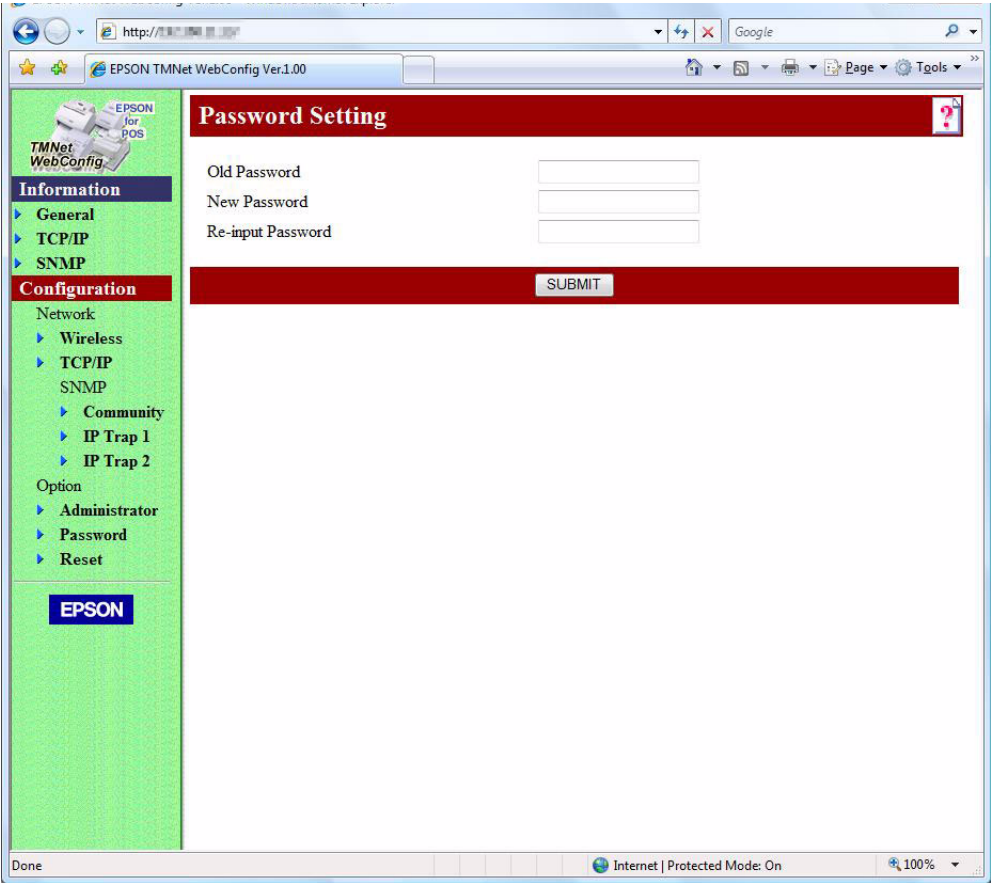 http://
Google
EPSON TMNet WebConfig Ver.1.00
Page
Tools
EPSON
for
POS
TMNet
WebConfig
Information
General
TCP/IP
SNMP
Configuration
Network
Wireless
TCP/IP
SNMP
Community
IP Trap 1
IP Trap 2
Option
Administrator
Password
Reset
EPSON
Password Setting
?
Old Password
New Password
Re-input Password
SUBMIT
Done
Internet | Protected Mode: On
100%